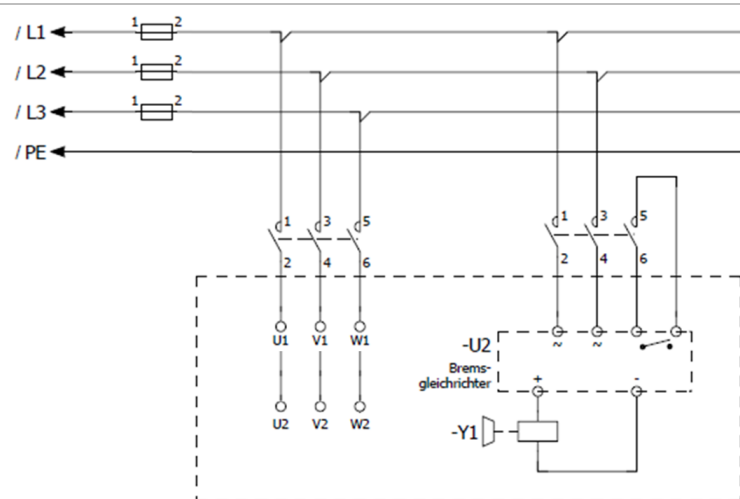 / L1
1 2
/ L2
1 2
/ L3
1 2
/ PE
1 3 5
2 4 6
1 3 5
2 4 6
U1 V1 W1
~ ~
-U2
Brems-
gleichrichter
+ -
U2 V2 W2
-Y1